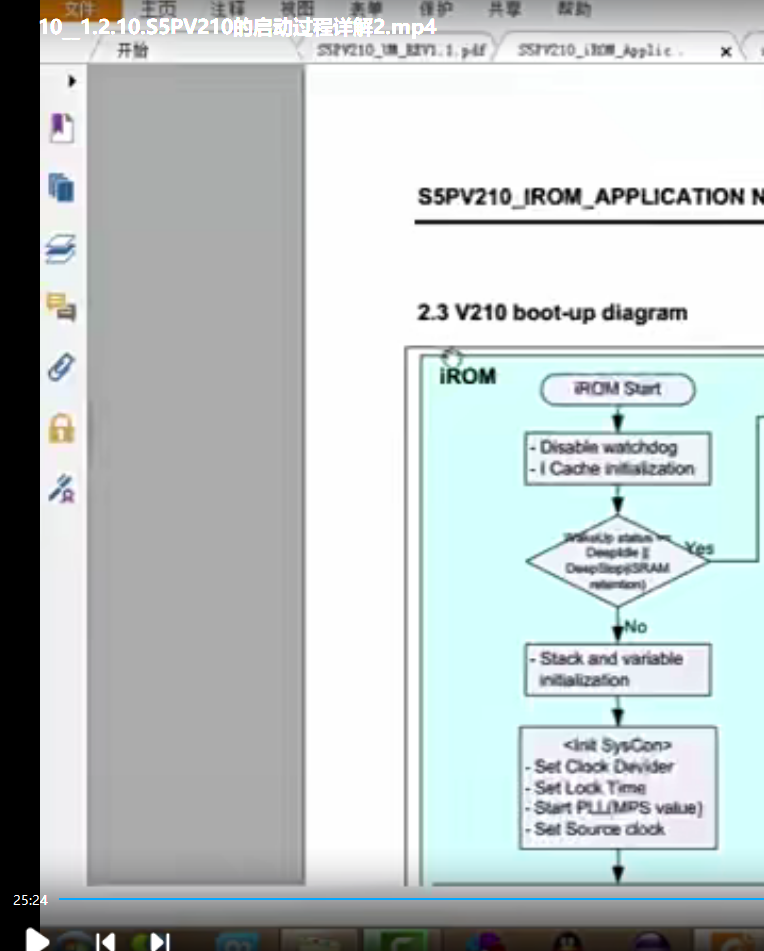 文件 主页 注释 视图 表单 保护 帮助
10__1.2.10.S5PV210的启动过程详解2.mp4
开始 S5PV210_UM_REV1.1.pdf S5PV210_iROM_Applic...
S5PV210_IROM_APPLICATION N
2.3 V210 boot-up diagram
iROM
iROM Start
- Disable watchdog
- I Cache initialization
WakeUp status ==
DeepIdle ||
DeepStop(iSRAM
retention)
Yes
No
- Stack and variable
initialization
<Init SysCon>
- Set Clock Devider
- Set Lock Time
- Start PLL(MPS value)
- Set Source clock
25:24